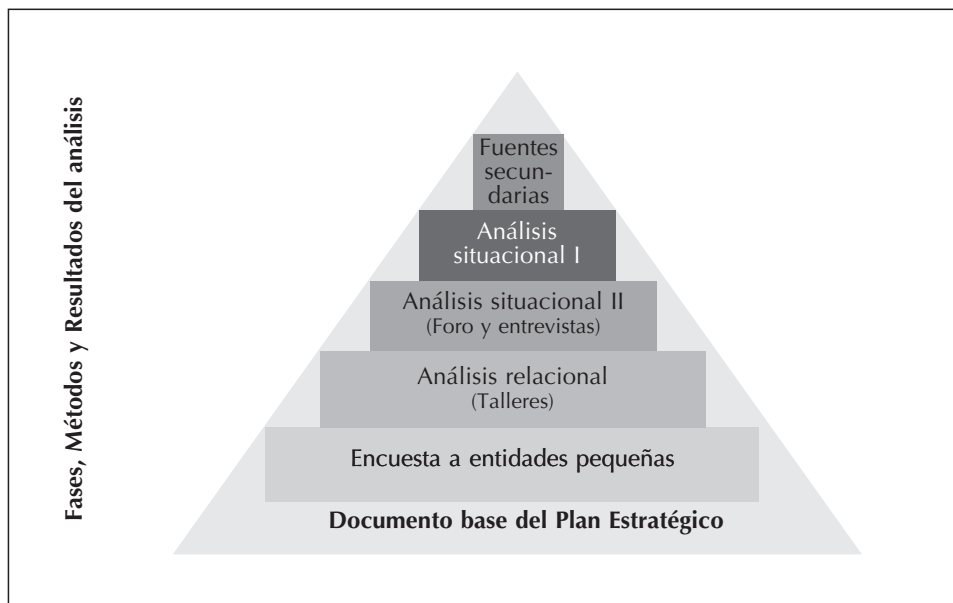 Fases, Métodos y Resultados del análisis
Fuentes
secun-
darias
Análisis
situacional I
Análisis situacional II
(Foro y entrevistas)
Análisis relacional
(Talleres)
Encuesta a entidades pequeñas
Documento base del Plan Estratégico